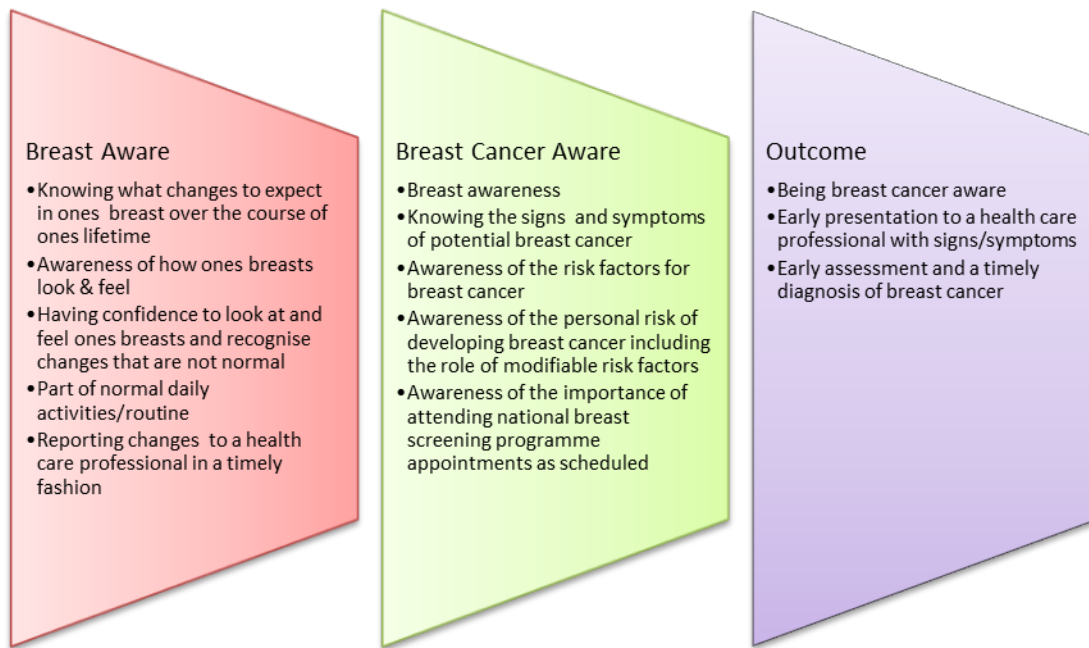 Breast Aware
•Knowing what changes to expect
in ones breast over the course of
ones lifetime
•Awareness of how ones breasts
look & feel
•Having confidence to look at and
feel ones breasts and recognise
changes that are not normal
•Part of normal daily
activities/routine
•Reporting changes to a health
care professional in a timely
fashion
Breast Cancer Aware
•Breast awareness
•Knowing the signs and symptoms
of potential breast cancer
•Awareness of the risk factors for
breast cancer
•Awareness of the personal risk of
developing breast cancer including
the role of modifiable risk factors
•Awareness of the importance of
attending national breast
screening programme
appointments as scheduled
Outcome
•Being breast cancer aware
•Early presentation to a health care
professional with signs/symptoms
•Early assessment and a timely
diagnosis of breast cancer